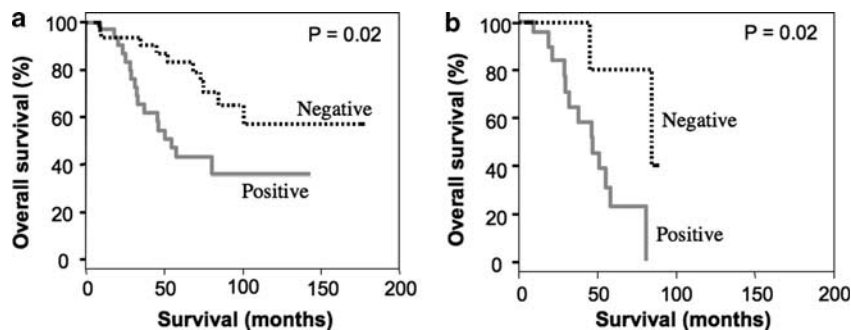 a
P = 0.02
Overall survival (%)
100
80
60
40
20
0
Negative
Positive
0
50
100
150
200
Survival (months)
b
P = 0.02
Overall survival (%)
100
80
60
40
20
0
Negative
Positive
0
50
100
150
200
Survival (months)